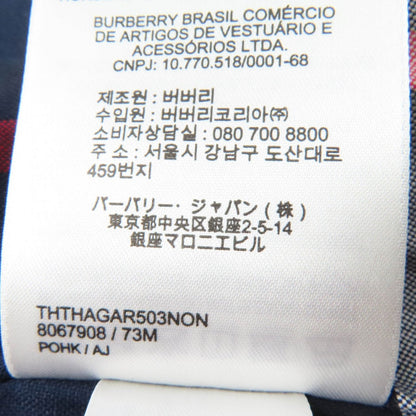 BURBERRY BRASIL COMÉRCIO
DE ARTIGOS DE VESTUÁRIO E
ACESSÓRIOS LTDA.
CNPJ: 10.770.518/0001-68
제조원 : 버버리
수입원 : 버버리코리아㈜
소비자상담실 : 080 700 8800
주 소 : 서울시 강남구 도산대로
459번지
バーバリー・ジャパン（株）
東京都中央区銀座2-5-14
銀座マロニエビル
THTHAGAR503NON
8067908 / 73M
POHK / AJ